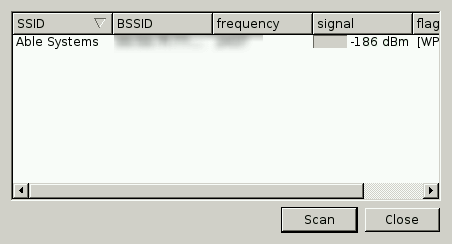 SSID BSSID frequency signal flag
Able Systems -186 dBm [WP
Scan Close